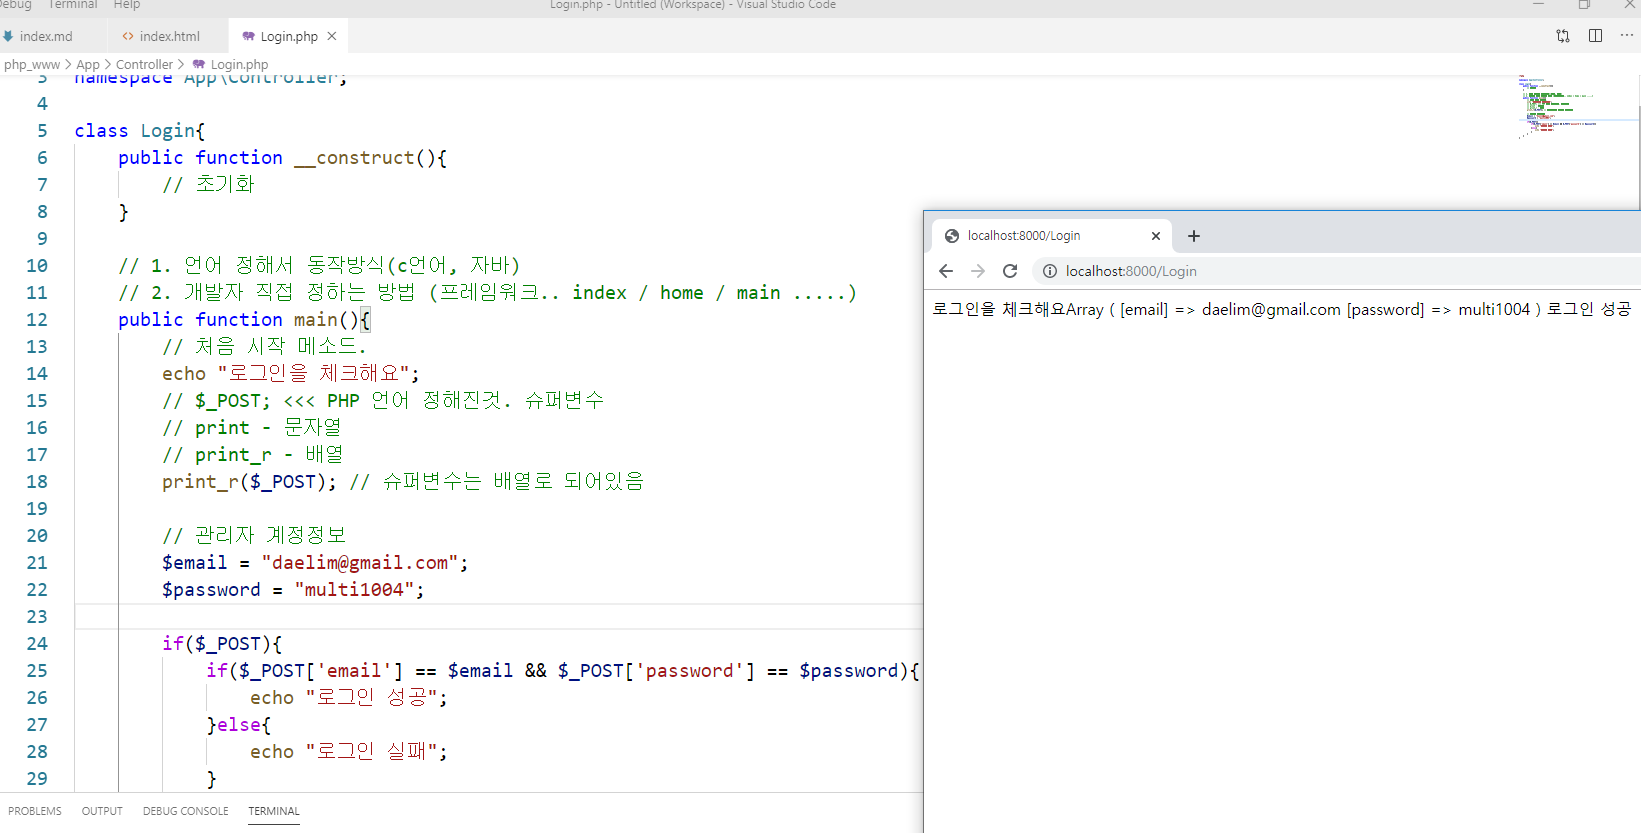 Debug Terminal Help
Login.php - Untitled (Workspace) - Visual Studio Code
index.md
<> index.html
Login.php ×
php_www > App > Controller > Login.php
3 namespace App\Controller;
4
5 class Login{
6 public function __construct(){
7 // 초기화
8 }
9
10 // 1. 언어 정해서 동작방식(c언어, 자바)
11 // 2. 개발자 직접 정하는 방법 (프레임워크.. index / home / main .....)
12 public function main(){
13 // 처음 시작 메소드.
14 echo "로그인을 체크해요";
15 // $_POST; <<< PHP 언어 정해진것. 슈퍼변수
16 // print - 문자열
17 // print_r - 배열
18 print_r($_POST); // 슈퍼변수는 배열로 되어있음
19
20 // 관리자 계정정보
21 $email = "daelim@gmail.com";
22 $password = "multi1004";
23
24 if($_POST){
25 if($_POST['email'] == $email && $_POST['password'] == $password){
26 echo "로그인 성공";
27 }else{
28 echo "로그인 실패";
29 }
PROBLEMS OUTPUT DEBUG CONSOLE TERMINAL
localhost:8000/Login
localhost:8000/Login
로그인을 체크해요Array ( [email] => daelim@gmail.com [password] => multi1004 ) 로그인 성공